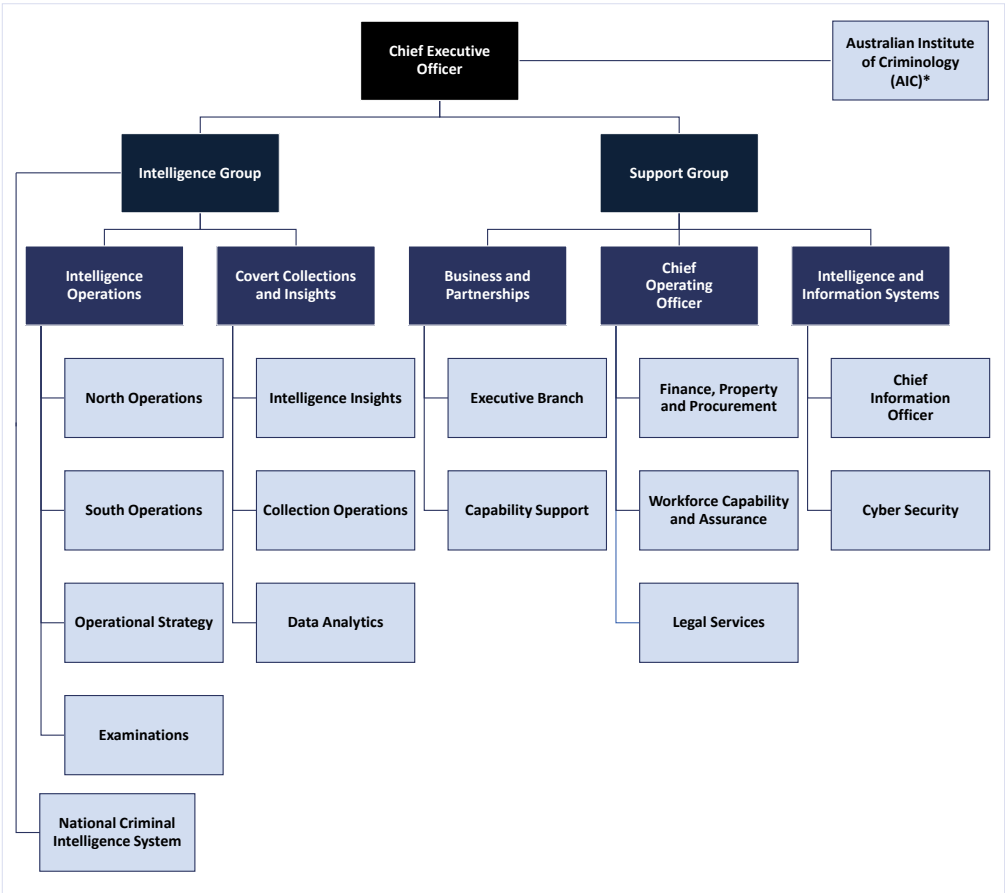 Chief Executive
Officer
Australian Institute
of Criminology
(AIC)*
Intelligence Group
Support Group
Intelligence
Operations
Covert Collections
and Insights
Business and
Partnerships
Chief
Operating
Officer
Intelligence and
Information Systems
North Operations
Intelligence Insights
Executive Branch
Finance, Property
and Procurement
Chief
Information
Officer
South Operations
Collection Operations
Capability Support
Workforce Capability
and Assurance
Cyber Security
Operational Strategy
Data Analytics
Legal Services
Examinations
National Criminal
Intelligence System